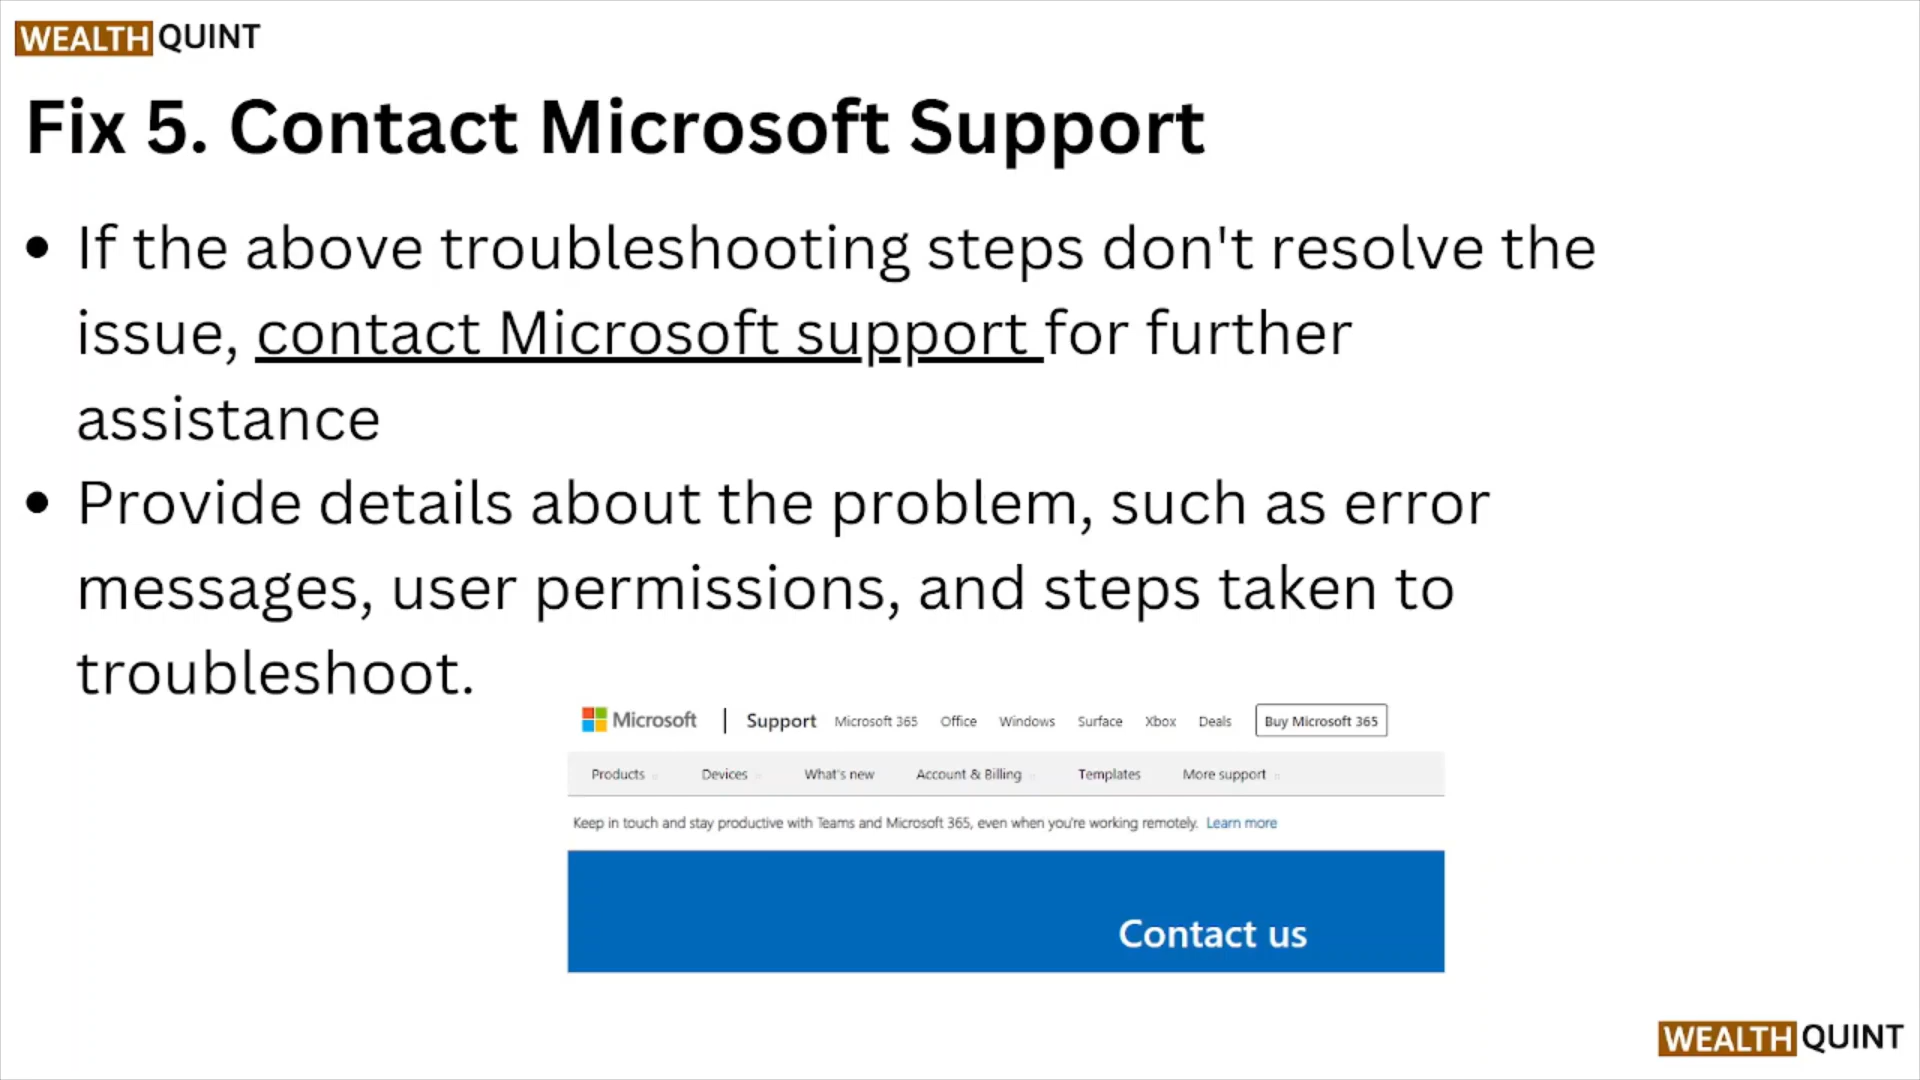 WEALTH QUINT
Fix 5. Contact Microsoft Support
• If the above troubleshooting steps don't resolve the
issue, contact Microsoft support for further
assistance
• Provide details about the problem, such as error
messages, user permissions, and steps taken to
troubleshoot.
Microsoft | Support Microsoft 365 Office Windows Surface Xbox Deals Buy Microsoft 365
Products Devices What's new Account & Billing Templates More support
Keep in touch and stay productive with Teams and Microsoft 365, even when you're working remotely. Learn more
Contact us
WEALTH QUINT